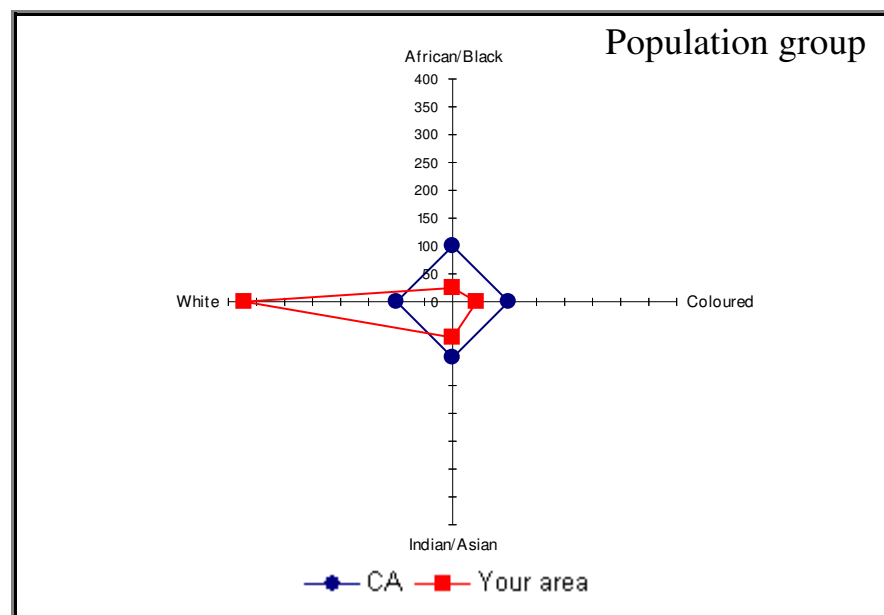 Population group
African/Black
400
350
300
250
200
150
100
50
0
White
Coloured
Indian/Asian
CA Your area